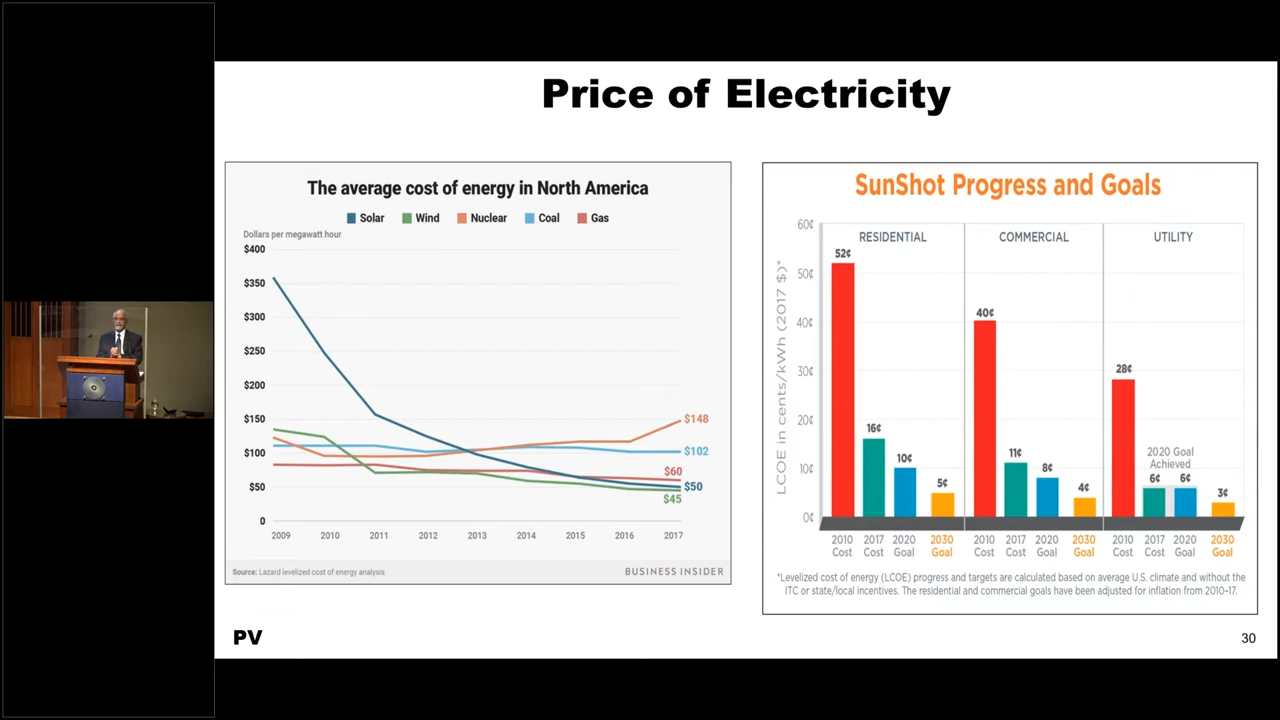 Price of Electricity
The average cost of energy in North America
Solar Wind Nuclear Coal Gas
Dollars per megawatt hour
$400
$350
$300
$250
$200
$150
$100
$50
0
$148
$102
$60
$50
$45
2009 2010 2011 2012 2013 2014 2015 2016 2017
Source: Lazard levelized cost of energy analysis
BUSINESS INSIDER
SunShot Progress and Goals
LCOE in cents/kWh (2017 $)*
60¢
50¢
40¢
30¢
20¢
10¢
0¢
RESIDENTIAL COMMERCIAL UTILITY
52¢
16¢
10¢
5¢
40¢
11¢
8¢
4¢
28¢
2020 Goal
Achieved
6¢ 6¢
3¢
2010 2017 2020 2030 2010 2017 2020 2030 2010 2017 2020 2030
Cost Cost Goal Goal Cost Cost Goal Goal Cost Cost Goal Goal
*Levelized cost of energy (LCOE) progress and targets are calculated based on average U.S. climate and without the
ITC or state/local incentives. The residential and commercial goals have been adjusted for inflation from 2010–17.
PV
30